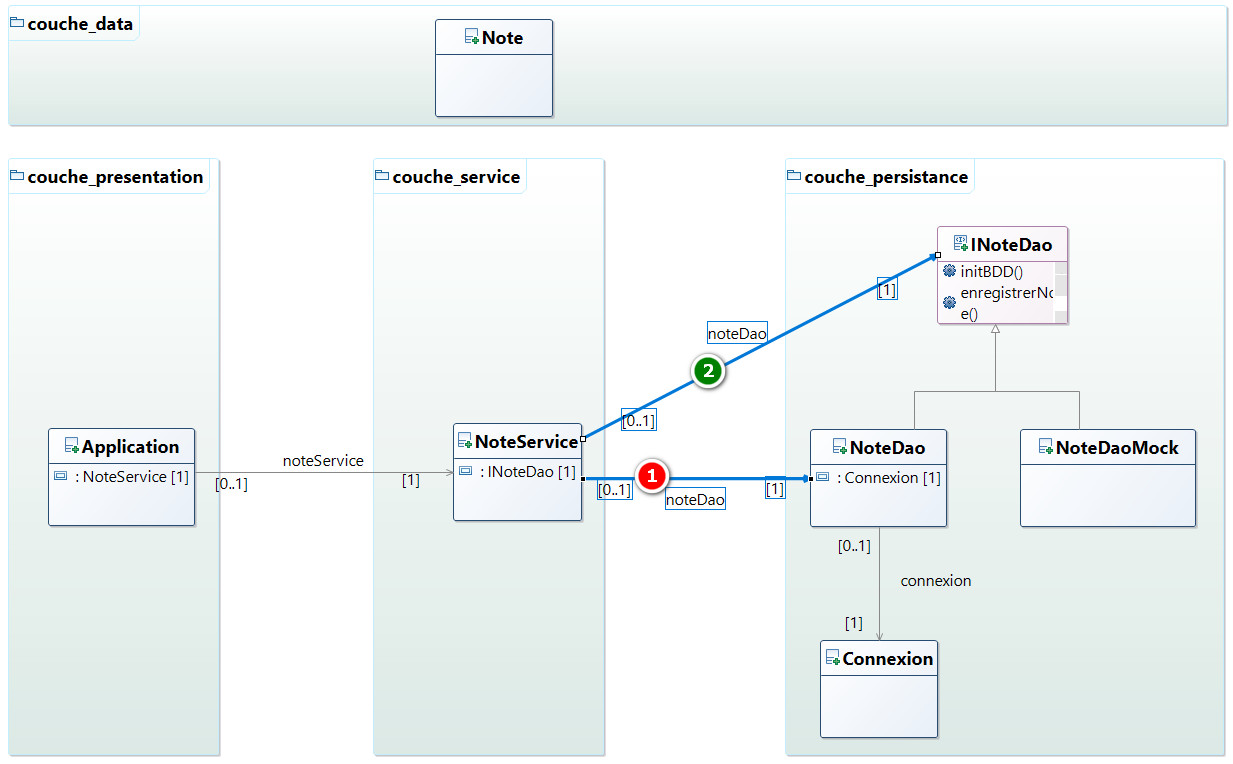 couche_data
Note
couche_presentation
couche_service
couche_persistance
INoteDao
initBDD()
enregistrerNo
e()
[1]
noteDao
2
[0..1]
Application
: NoteService [1]
noteService
[0..1]
[1]
NoteService
: INoteDao [1]
[0..1]
1
noteDao
[1]
NoteDao
: Connexion [1]
NoteDaoMock
[0..1]
connexion
[1]
Connexion